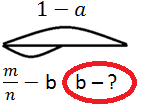 1 – a
m/n – b b – ?